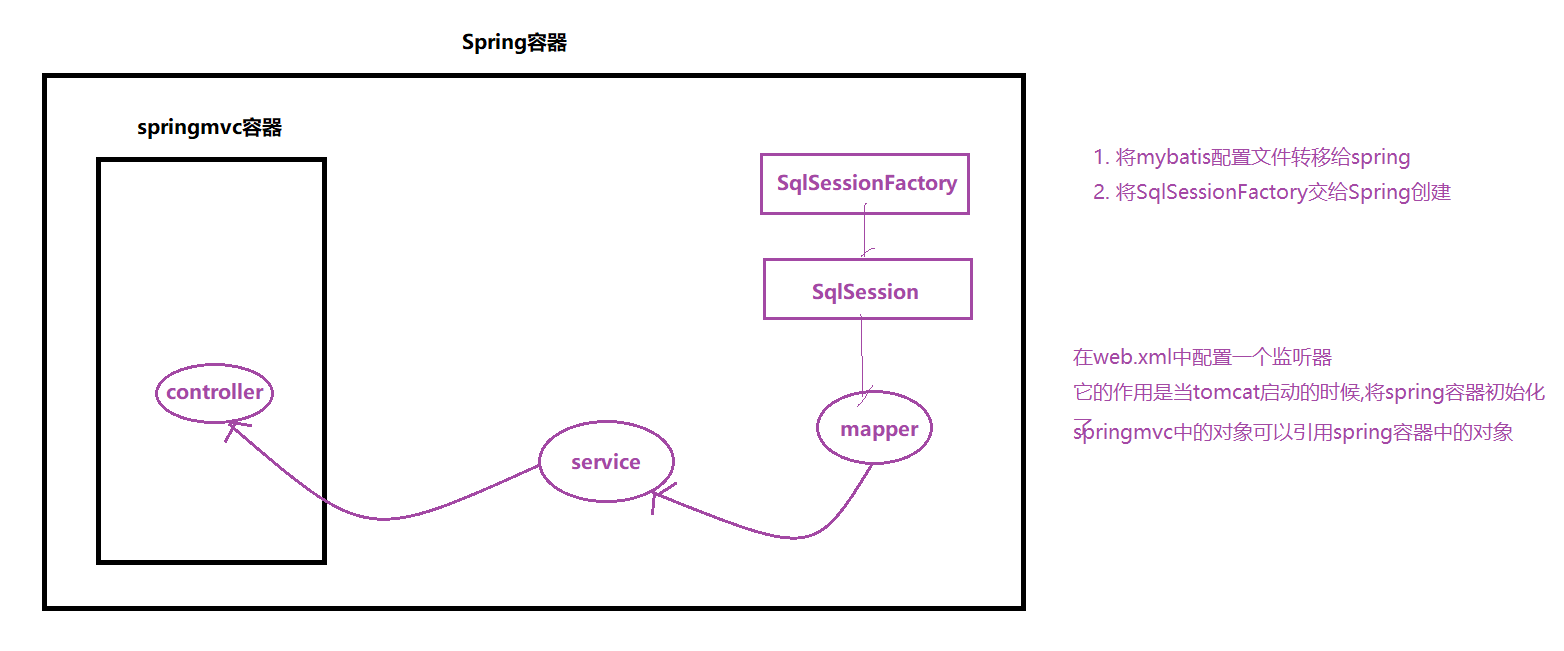 Spring容器
springmvc容器
SqlSessionFactory
SqlSession
controller
service
mapper
1. 将mybatis配置文件转移给spring
2. 将SqlSessionFactory交给Spring创建
在web.xml中配置一个监听器
它的作用是当tomcat启动的时候,将spring容器初始化
了
springmvc中的对象可以引用spring容器中的对象